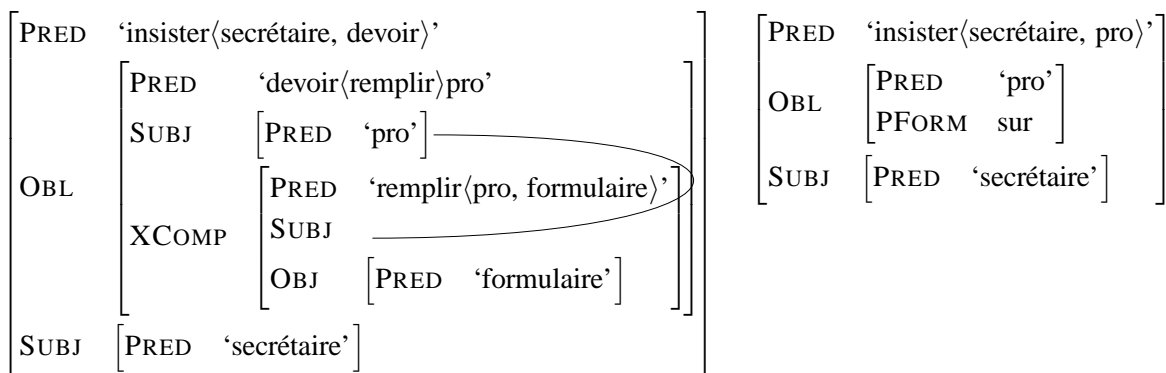 PRED ‘insister⟨secrétaire, devoir⟩’
OBL
PRED ‘devoir⟨remplir⟩pro’
SUBJ [PRED ‘pro’]
XCOMP
PRED ‘remplir⟨pro, formulaire⟩’
SUBJ
OBJ [PRED ‘formulaire’]
SUBJ [PRED ‘secrétaire’]
PRED ‘insister⟨secrétaire, pro⟩’
OBL
PRED ‘pro’
PFORM sur
SUBJ [PRED ‘secrétaire’]